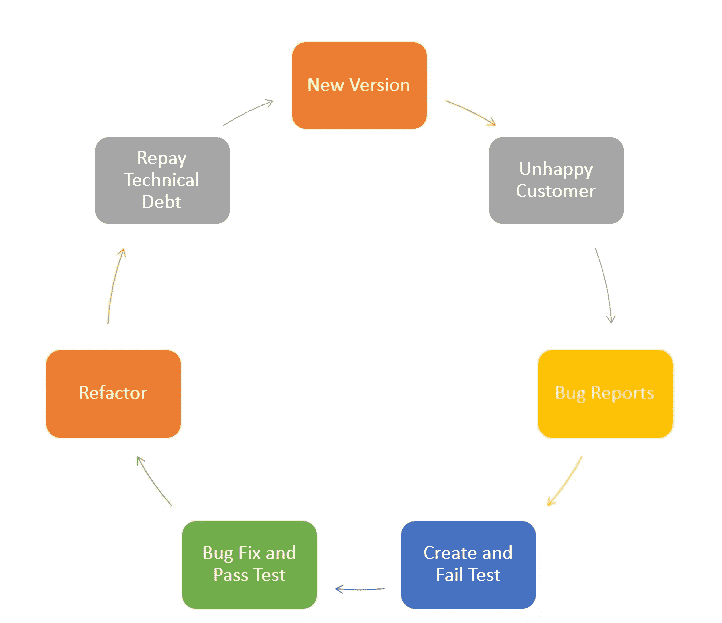 New Version
Unhappy
Customer
Bug Reports
Create and
Fail Test
Bug Fix and
Pass Test
Refactor
Repay
Technical
Debt